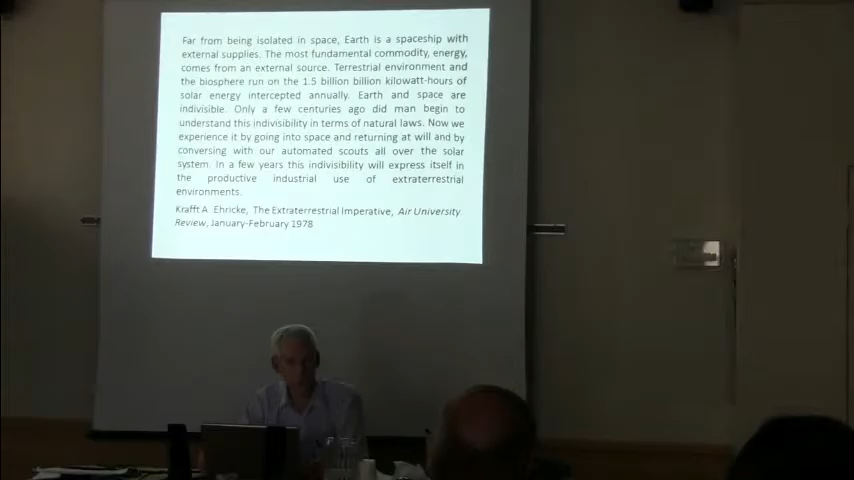 Far from being isolated in space, Earth is a spaceship with
external supplies. The most fundamental commodity, energy,
comes from an external source. Terrestrial environment and
the biosphere run on the 1.5 billion billion kilowatt-hours of
solar energy intercepted annually. Earth and space are
indivisible. Only a few centuries ago did man begin to
understand this indivisibility in terms of natural laws. Now we
experience it by going into space and returning at will and by
conversing with our automated scouts all over the solar
system. In a few years this indivisibility will express itself in
the productive industrial use of extraterrestrial
environments.
Krafft A Ehricke, The Extraterrestrial Imperative, Air University
Review, January-February 1978